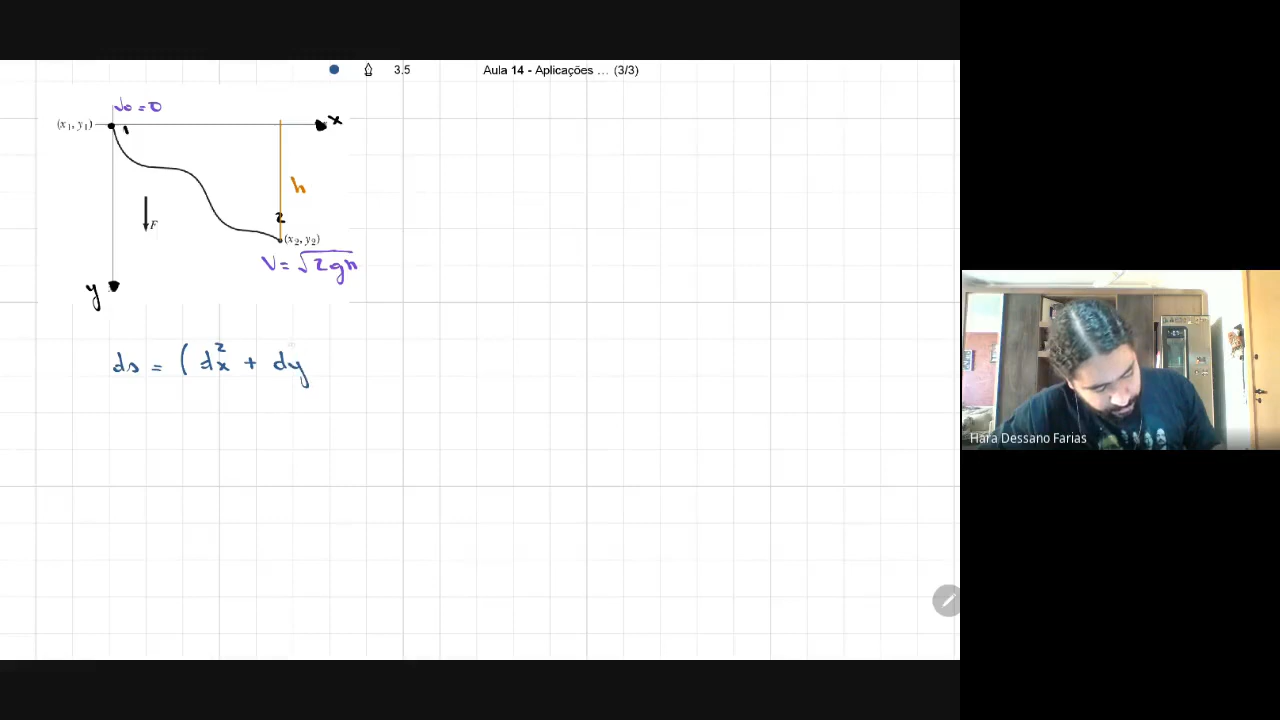 3.5 Aula 14 - Aplicações ... (3/3)
v₀ = 0
(x₁, y₁) 1 x
h
2
F
(x₂, y₂)
V = √2gh
y
ds = ( dx² + dy
Hara Dessano Farias